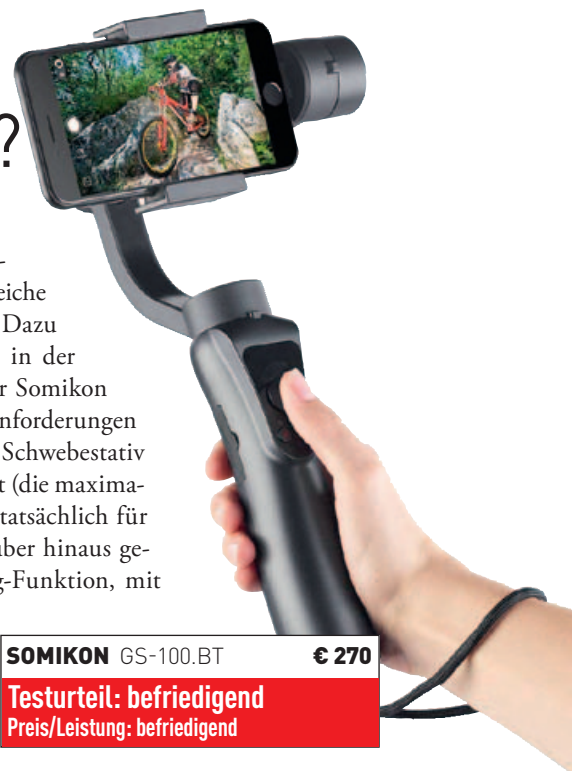 ?
-
eiche
Dazu
in der
r Somikon
nforderungen
Schwebestativ
t (die maxima-
tatsächlich für
über hinaus ge-
g-Funktion, mit
SOMIKON GS-100.BT € 270
Testurteil: befriedigend
Preis/Leistung: befriedigend